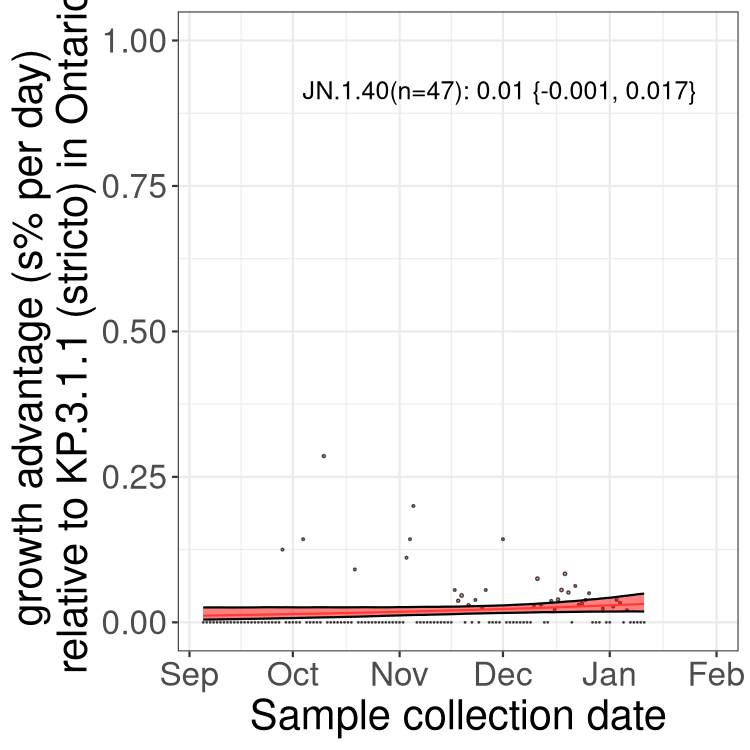 growth advantage (s% per day)
relative to KP.3.1.1 (stricto) in Ontario
1.00
0.75
0.50
0.25
0.00
JN.1.40(n=47): 0.01 {-0.001, 0.017}
Sep Oct Nov Dec Jan Feb
Sample collection date